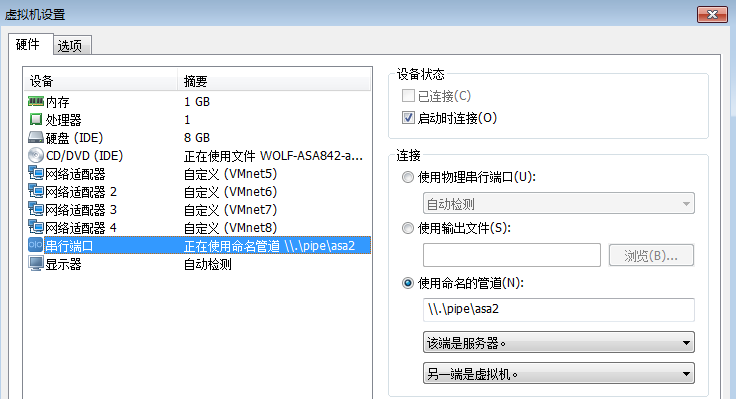 虚拟机设置
硬件 选项
设备 摘要
内存 1 GB
处理器 1
硬盘 (IDE) 8 GB
CD/DVD (IDE) 正在使用文件 WOLF-ASA842-a...
网络适配器 自定义 (VMnet5)
网络适配器 2 自定义 (VMnet6)
网络适配器 3 自定义 (VMnet7)
网络适配器 4 自定义 (VMnet8)
串行端口 正在使用命名管道 \\.\pipe\asa2
显示器 自动检测
设备状态
已连接(C)
启动时连接(O)
连接
使用物理串行端口(U):
自动检测
使用输出文件(S):
浏览(B)...
使用命名的管道(N):
\\.\pipe\asa2
该端是服务器。
另一端是虚拟机。